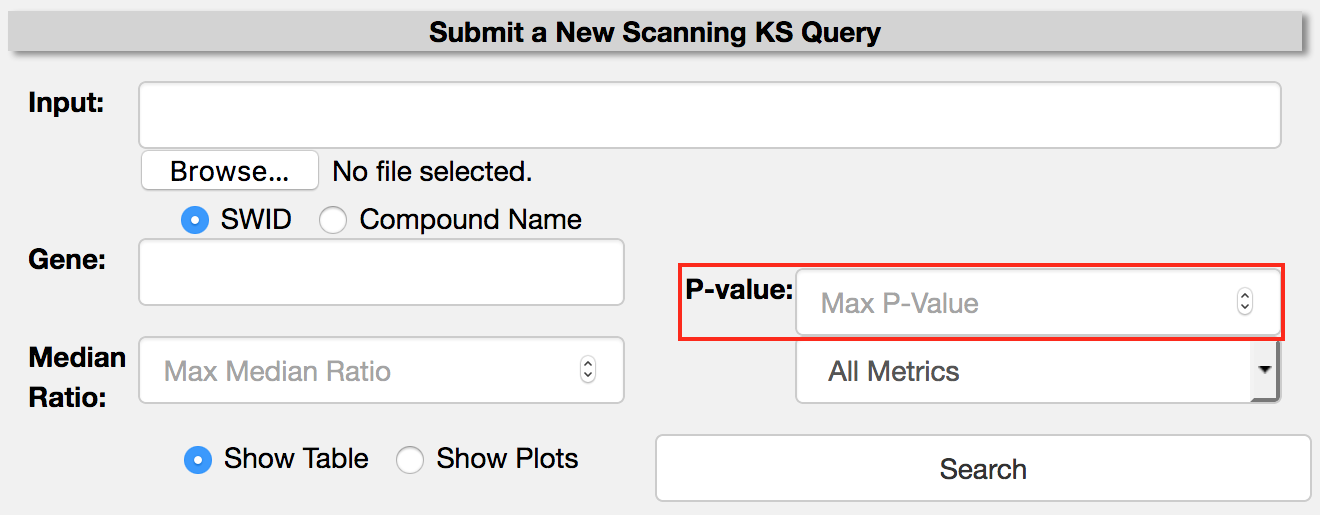 Submit a New Scanning KS Query
Input:
Browse... No file selected.
SWID Compound Name
Gene:
P-value: Max P-Value
Median Ratio: Max Median Ratio
All Metrics
Show Table Show Plots
Search